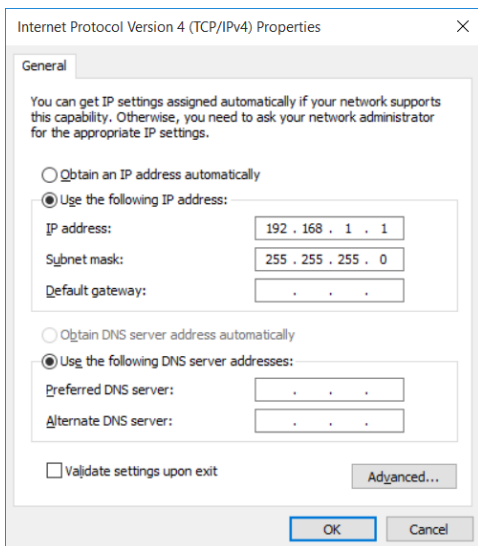 Internet Protocol Version 4 (TCP/IPv4) Properties
General
You can get IP settings assigned automatically if your network supports
this capability. Otherwise, you need to ask your network administrator
for the appropriate IP settings.
Obtain an IP address automatically
Use the following IP address:
IP address: 192 . 168 . 1 . 1
Subnet mask: 255 . 255 . 255 . 0
Default gateway: . . .
Obtain DNS server address automatically
Use the following DNS server addresses:
Preferred DNS server: . . .
Alternate DNS server: . . .
Validate settings upon exit
Advanced...
OK Cancel